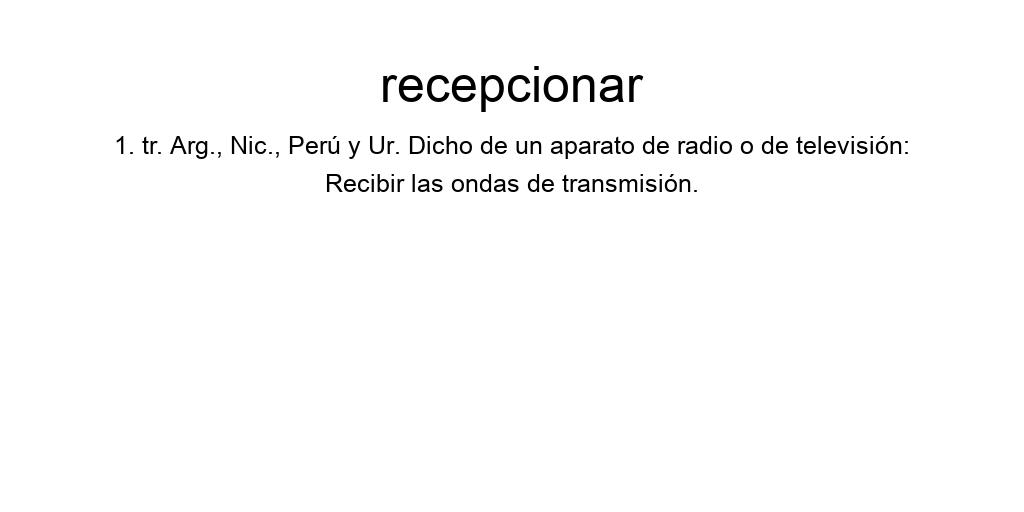 recepcionar
1. tr. Arg., Nic., Perú y Ur. Dicho de un aparato de radio o de televisión:
Recibir las ondas de transmisión.